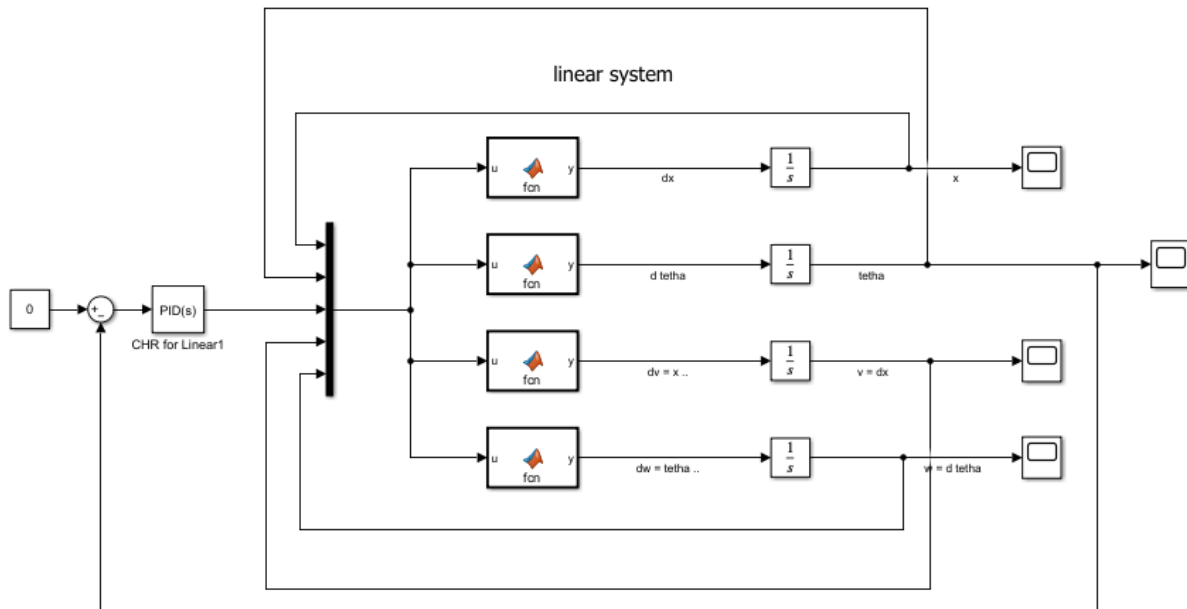 linear system
u
fcn
y
dx
1
s
x
u
fcn
y
d tetha
1
s
tetha
0
+
−
PID(s)
CHR for Linear1
u
fcn
y
dv = x ..
1
s
v = dx
u
fcn
y
dw = tetha ..
1
s
w = d tetha